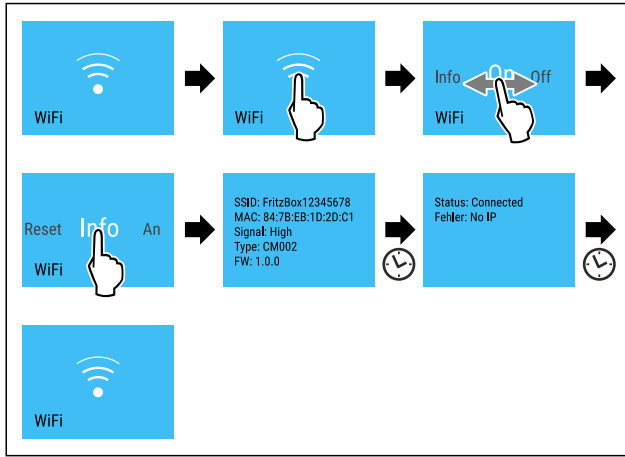 WiFi
WiFi
Info On Off
WiFi
Reset Info An
WiFi
SSID: FritzBox12345678
MAC: 84:7B:EB:1D:2D:C1
Signal: High
Type: CM002
FW: 1.0.0
Status: Connected
Fehler: No IP
WiFi